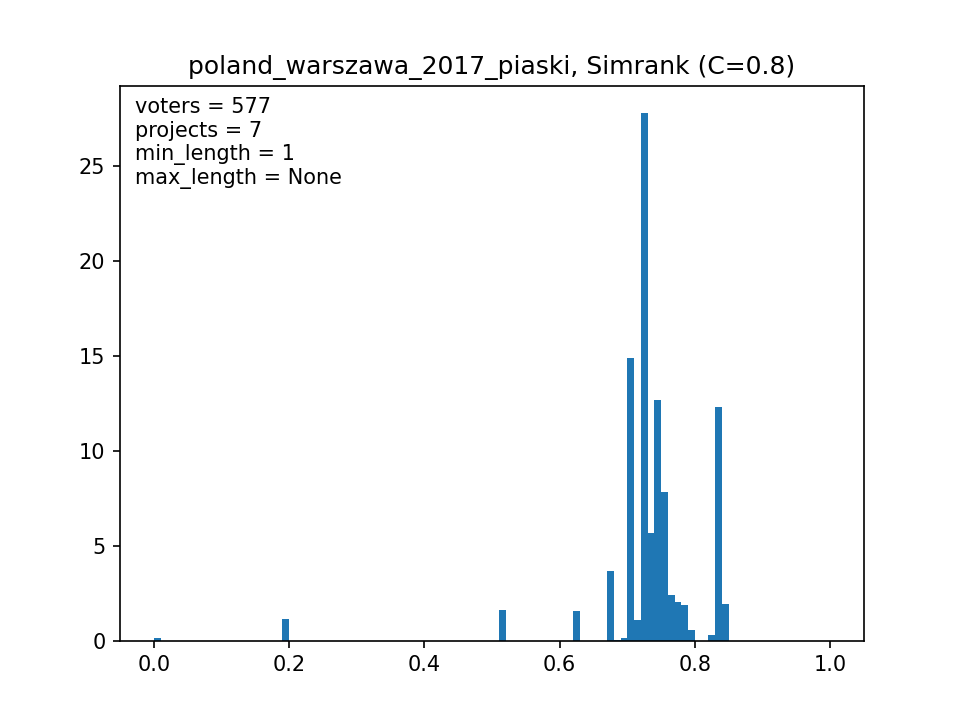 poland_warszawa_2017_piaski, Simrank (C=0.8)
voters = 577
projects = 7
min_length = 1
max_length = None
25
20
15
10
5
0
0.0 0.2 0.4 0.6 0.8 1.0